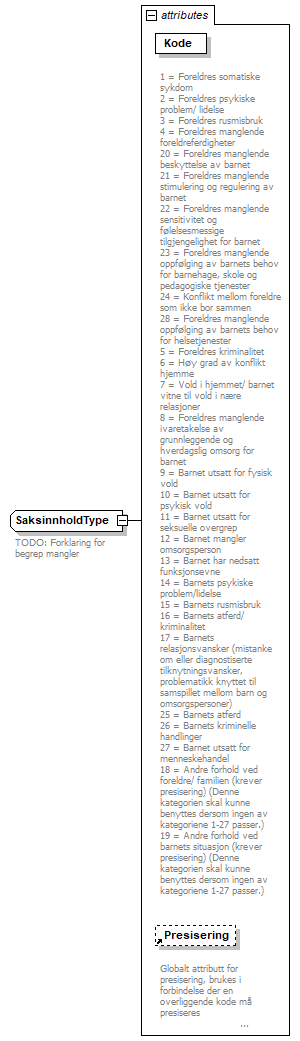 attributes
Kode
1 = Foreldres somatiske
sykdom
2 = Foreldres psykiske
problem/ lidelse
3 = Foreldres rusmisbruk
4 = Foreldres manglende
foreldreferdigheter
20 = Foreldres manglende
beskyttelse av barnet
21 = Foreldres manglende
stimulering og regulering av
barnet
22 = Foreldres manglende
sensitivitet og
følelsesmessige
tilgjengelighet for barnet
23 = Foreldres manglende
oppfølging av barnets behov
for barnehage, skole og
pedagogiske tjenester
24 = Konflikt mellom foreldre
som ikke bor sammen
28 = Foreldres manglende
oppfølging av barnets behov
for helsetjenester
5 = Foreldres kriminalitet
6 = Høy grad av konflikt
hjemme
7 = Vold i hjemmet/ barnet
vitne til vold i nære
relasjoner
8 = Foreldres manglende
ivaretakelse av
grunnleggende og
hverdagslig omsorg for
barnet
9 = Barnet utsatt for fysisk
vold
10 = Barnet utsatt for
psykisk vold
11 = Barnet utsatt for
seksuelle overgrep
12 = Barnet mangler
omsorgsperson
13 = Barnet har nedsatt
funksjonsevne
14 = Barnets psykiske
problem/lidelse
15 = Barnets rusmisbruk
16 = Barnets atferd/
kriminalitet
17 = Barnets
relasjonsvansker (mistanke
om eller diagnostiserte
tilknytningsvansker,
problematikk knyttet til
samspillet mellom barn og
omsorgspersoner)
25 = Barnets atferd
26 = Barnets kriminelle
handlinger
27 = Barnet utsatt for
menneskehandel
18 = Andre forhold ved
foreldre/ familien (krever
presisering) (Denne
kategorien skal kunne
benyttes dersom ingen av
kategoriene 1-27 passer.)
19 = Andre forhold ved
barnets situasjon (krever
presisering) (Denne
kategorien skal kunne
benyttes dersom ingen av
kategoriene 1-27 passer.)
SaksinnholdType
TODO: Forklaring for
begrep mangler
Presisering
Globalt attributt for
presisering, brukes i
forbindelse der en
overliggende kode må
presiseres
...